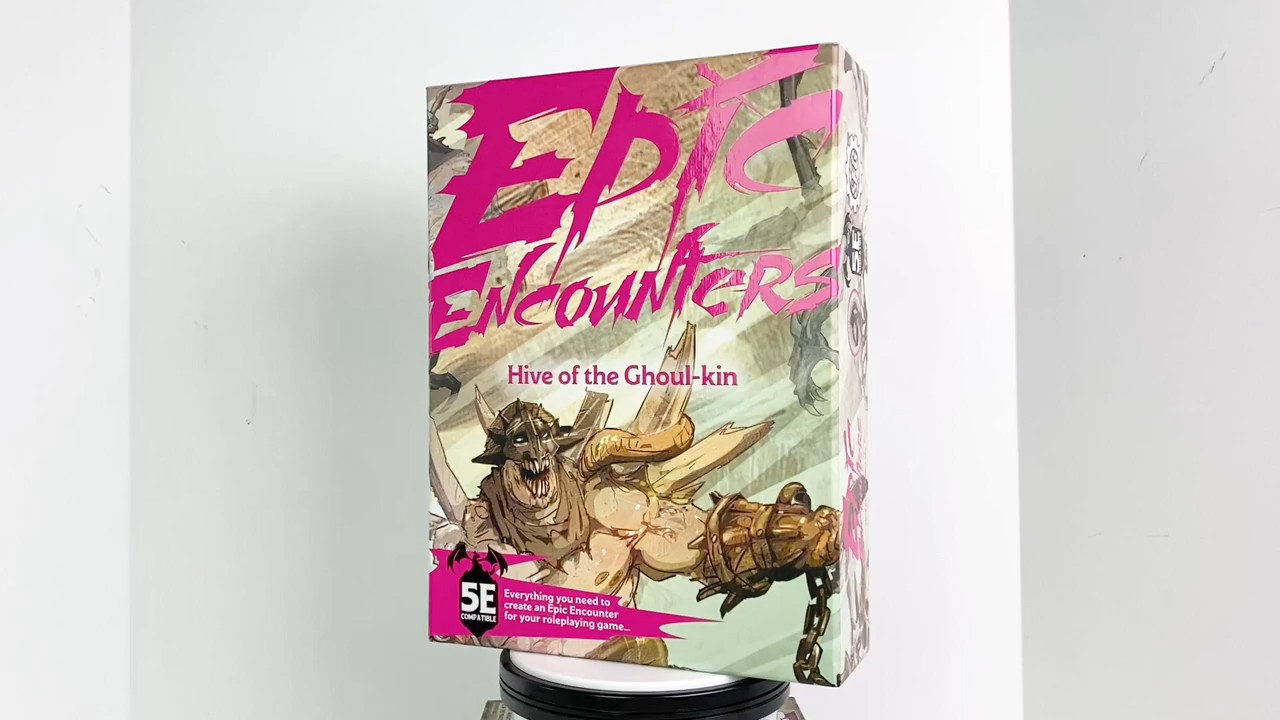 EPIC
ENCOUNTERS
Hive of the Ghoul-kin
5E
COMPATIBLE
Everything you need to
create an Epic Encounter
for your roleplaying game...
5E